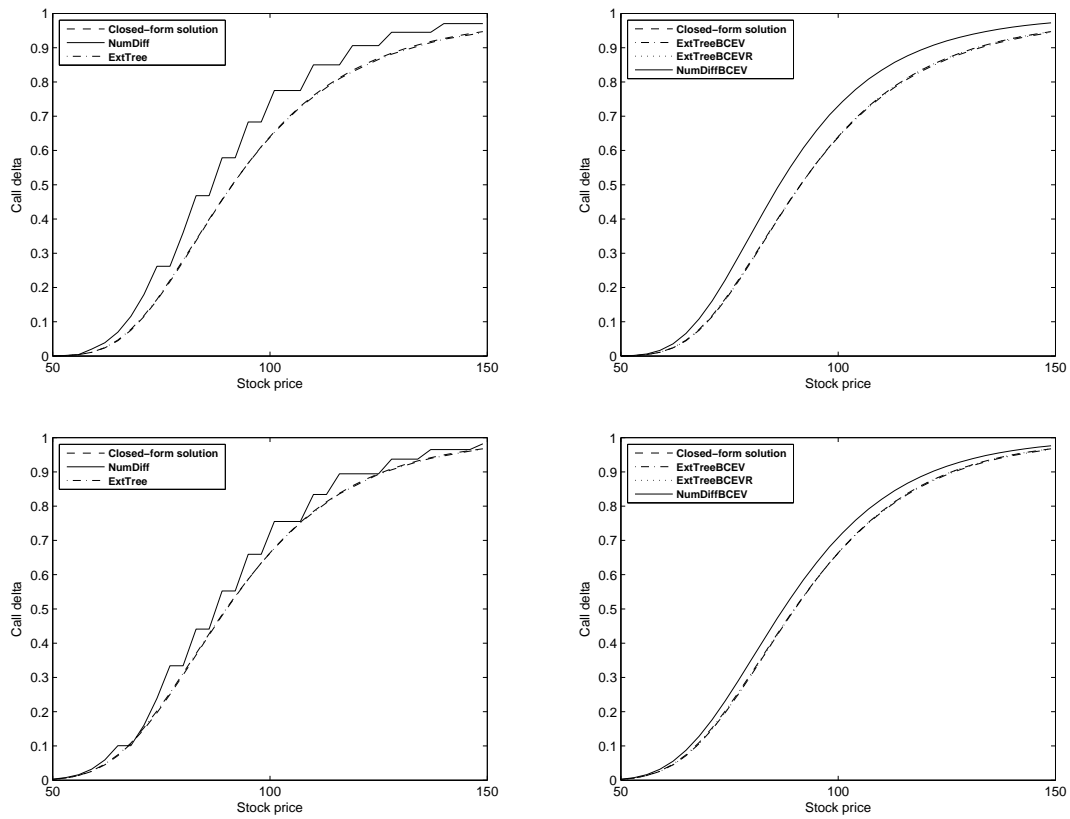 1
0.9
0.8
0.7
0.6
0.5
0.4
0.3
0.2
0.1
0
Call delta
Closed−form solution
NumDiff
ExtTree
50
100
150
Stock price
1
0.9
0.8
0.7
0.6
0.5
0.4
0.3
0.2
0.1
0
Call delta
Closed−form solution
ExtTreeBCEV
ExtTreeBCEVR
NumDiffBCEV
50
100
150
Stock price
1
0.9
0.8
0.7
0.6
0.5
0.4
0.3
0.2
0.1
0
Call delta
Closed−form solution
NumDiff
ExtTree
50
100
150
Stock price
1
0.9
0.8
0.7
0.6
0.5
0.4
0.3
0.2
0.1
0
Call delta
Closed−form solution
ExtTreeBCEV
ExtTreeBCEVR
NumDiffBCEV
50
100
150
Stock price